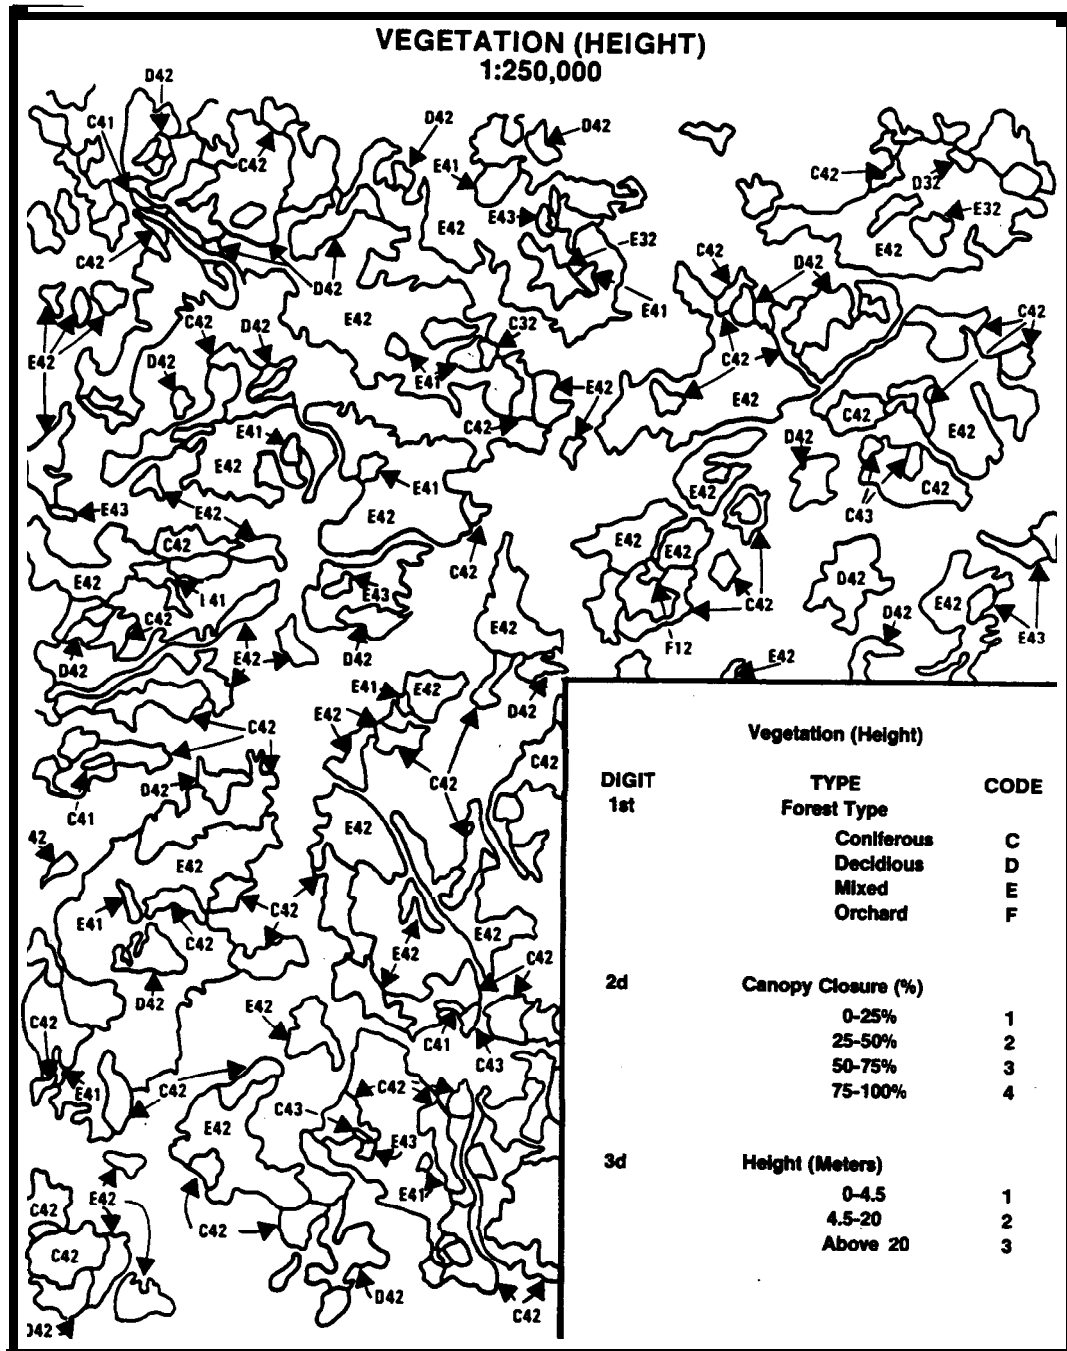 VEGETATION (HEIGHT)
1:250,000
D42
C41
C42
D42
E41
D42
C42
D32
E32
E43
E42
E32
E42
C42
D42
C42
D42
E41
E42
C42
D42
E42
C32
C42
C42
D42
E41
E42
E42
C42
E42
C42
E42
E41
E42
D42
E42
E41
E42
C42
E43
E42
E42
C43
C42
E42
E42
C42
E42
41
C42
E43
D42
C42
E42
D42
E42
E43
D42
E42
D42
F12
E42
E41
E42
D42
E42
C42
C42
C42
D42
C41
E42
42
E42
C42
E41
C42
E42
E42
C42
D42
E42
C42
C41
C43
E41
C42
C42
C43
E42
E43
E42
E41
C42
C42
C42
D42
C42
D42
Vegetation (Height)
DIGIT TYPE CODE
1st Forest Type
Coniferous C
Decidious D
Mixed E
Orchard F
2d Canopy Closure (%)
0-25% 1
25-50% 2
50-75% 3
75-100% 4
3d Height (Meters)
0-4.5 1
4.5-20 2
Above 20 3